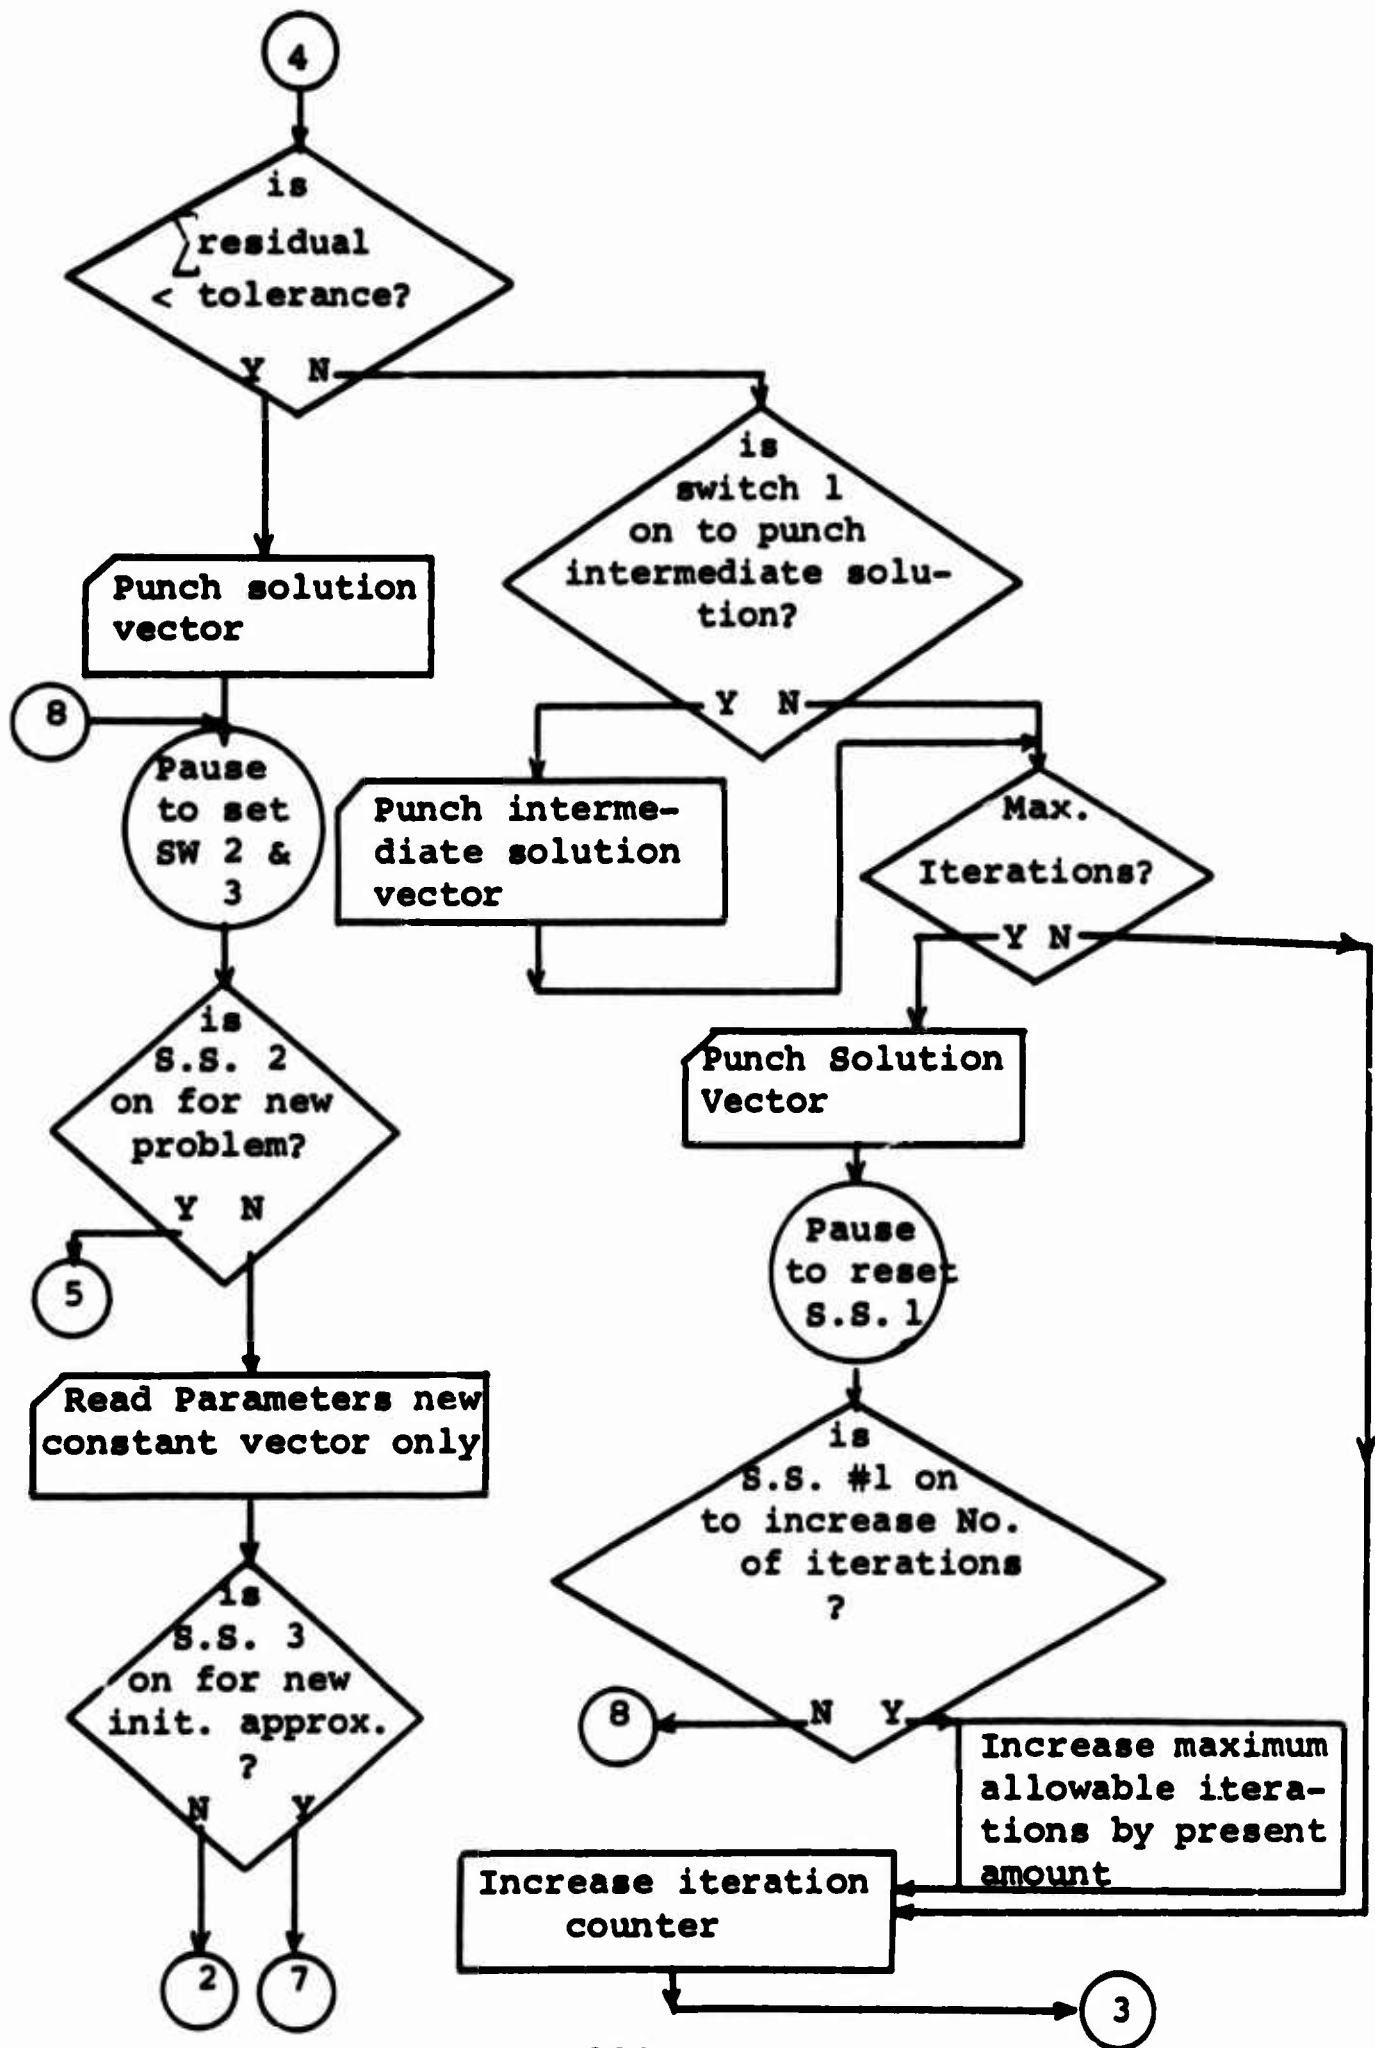 4
is
∑residual
< tolerance?
Y N
is
switch 1
on to punch
intermediate solu-
tion?
Y N
Punch solution
vector
8
Pause
to set
SW 2 &
3
Punch interme-
diate solution
vector
Max.
Iterations?
Y N
is
S.S. 2
on for new
problem?
Y N
5
Punch Solution
Vector
Pause
to reset
S.S. 1
Read Parameters new
constant vector only
is
S.S. #1 on
to increase No.
of iterations
?
N Y
8
is
S.S. 3
on for new
init. approx.
?
N Y
2
7
Increase maximum
allowable itera-
tions by present
amount
Increase iteration
counter
3